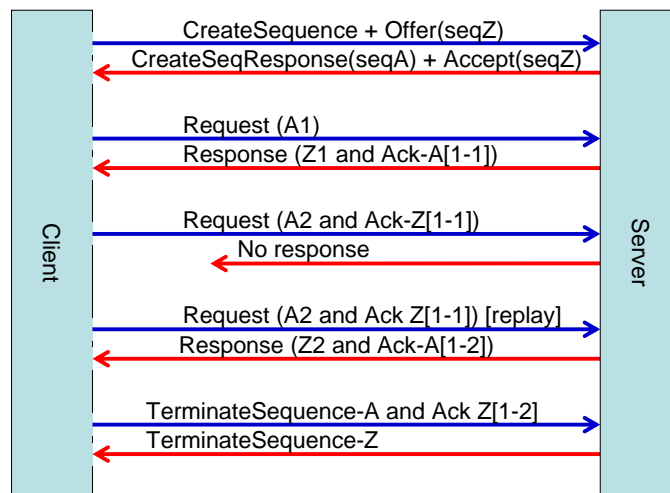 CreateSequence + Offer(seqZ)
CreateSeqResponse(seqA) + Accept(seqZ)
Request (A1)
Response (Z1 and Ack-A[1-1])
Client
Server
Request (A2 and Ack-Z[1-1])
No response
Request (A2 and Ack Z[1-1]) [replay]
Response (Z2 and Ack-A[1-2])
TerminateSequence-A and Ack Z[1-2]
TerminateSequence-Z